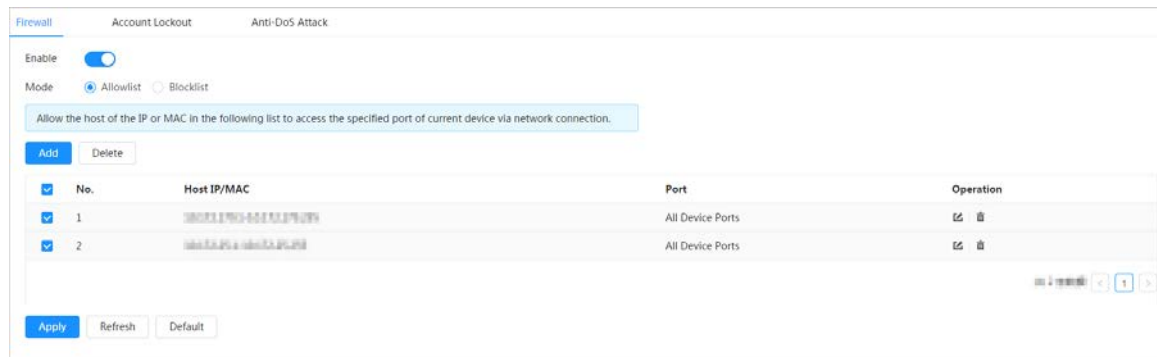 Firewall Account Lockout Anti-DoS Attack
Enable
Mode Allowlist Blocklist
Allow the host of the IP or MAC in the following list to access the specified port of current device via network connection.
Add Delete
No. Host IP/MAC Port Operation
1 All Device Ports
2 All Device Ports
1
Apply Refresh Default